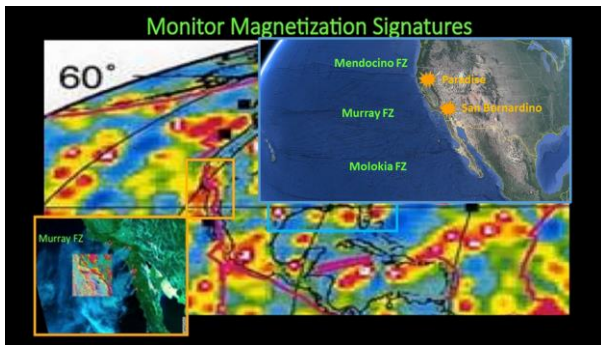 Monitor Magnetization Signatures
60°
Mendocino FZ
Paradise
San Bernardino
Murray FZ
Molokia FZ
Murray FZ